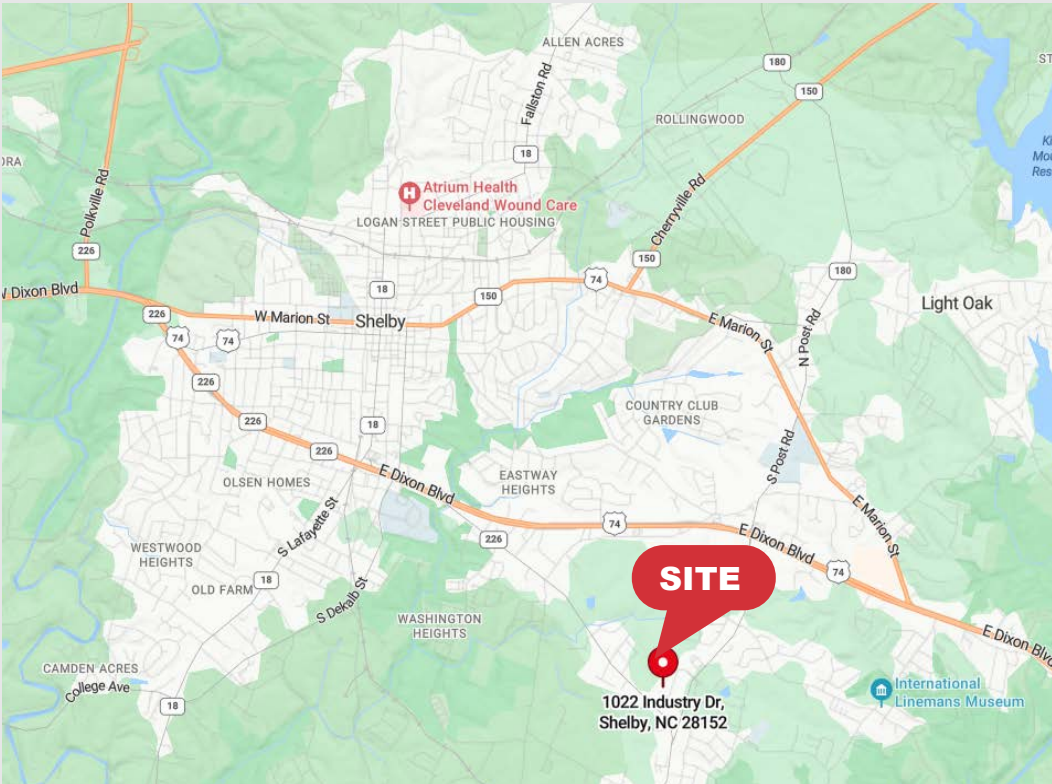 ALLEN ACRES
180
ST
150
Fallston Rd
ROLLINGWOOD
18
ORA
Polkville Rd
Atrium Health
Cleveland Wound Care
LOGAN STREET PUBLIC HOUSING
Cherryville Rd
226
150
180
W Dixon Blvd
18
150
74
Light Oak
226
W Marion St
Shelby
E Marion St
N Post Rd
74
74
226
COUNTRY CLUB
GARDENS
226
18
226
S Post Rd
E Dixon Blvd
OLSEN HOMES
EASTWAY
HEIGHTS
S Lafayette St
E Marion St
74
226
E Dixon Blvd
WESTWOOD
HEIGHTS
74
SITE
18
OLD FARM
S Dekalb St
WASHINGTON
HEIGHTS
E Dixon Blvd
CAMDEN ACRES
College Ave
18
International
Linemans Museum
1022 Industry Dr,
Shelby, NC 28152